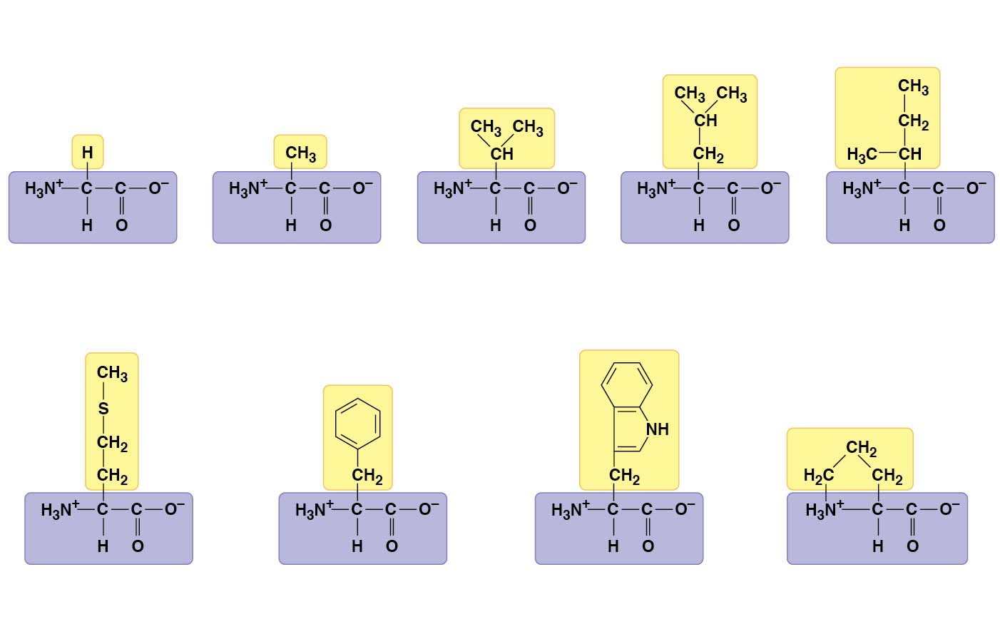 H
H₃N⁺ C C O⁻
H O
CH₃
H₃N⁺ C C O⁻
H O
CH₃ CH₃
CH
H₃N⁺ C C O⁻
H O
CH₃ CH₃
CH
CH₂
H₃N⁺ C C O⁻
H O
CH₃
CH₂
H₃C CH
H₃N⁺ C C O⁻
H O
CH₃
S
CH₂
CH₂
H₃N⁺ C C O⁻
H O
CH₂
H₃N⁺ C C O⁻
H O
NH
CH₂
H₃N⁺ C C O⁻
H O
CH₂
H₂C CH₂
H₃N⁺ C C O⁻
H O